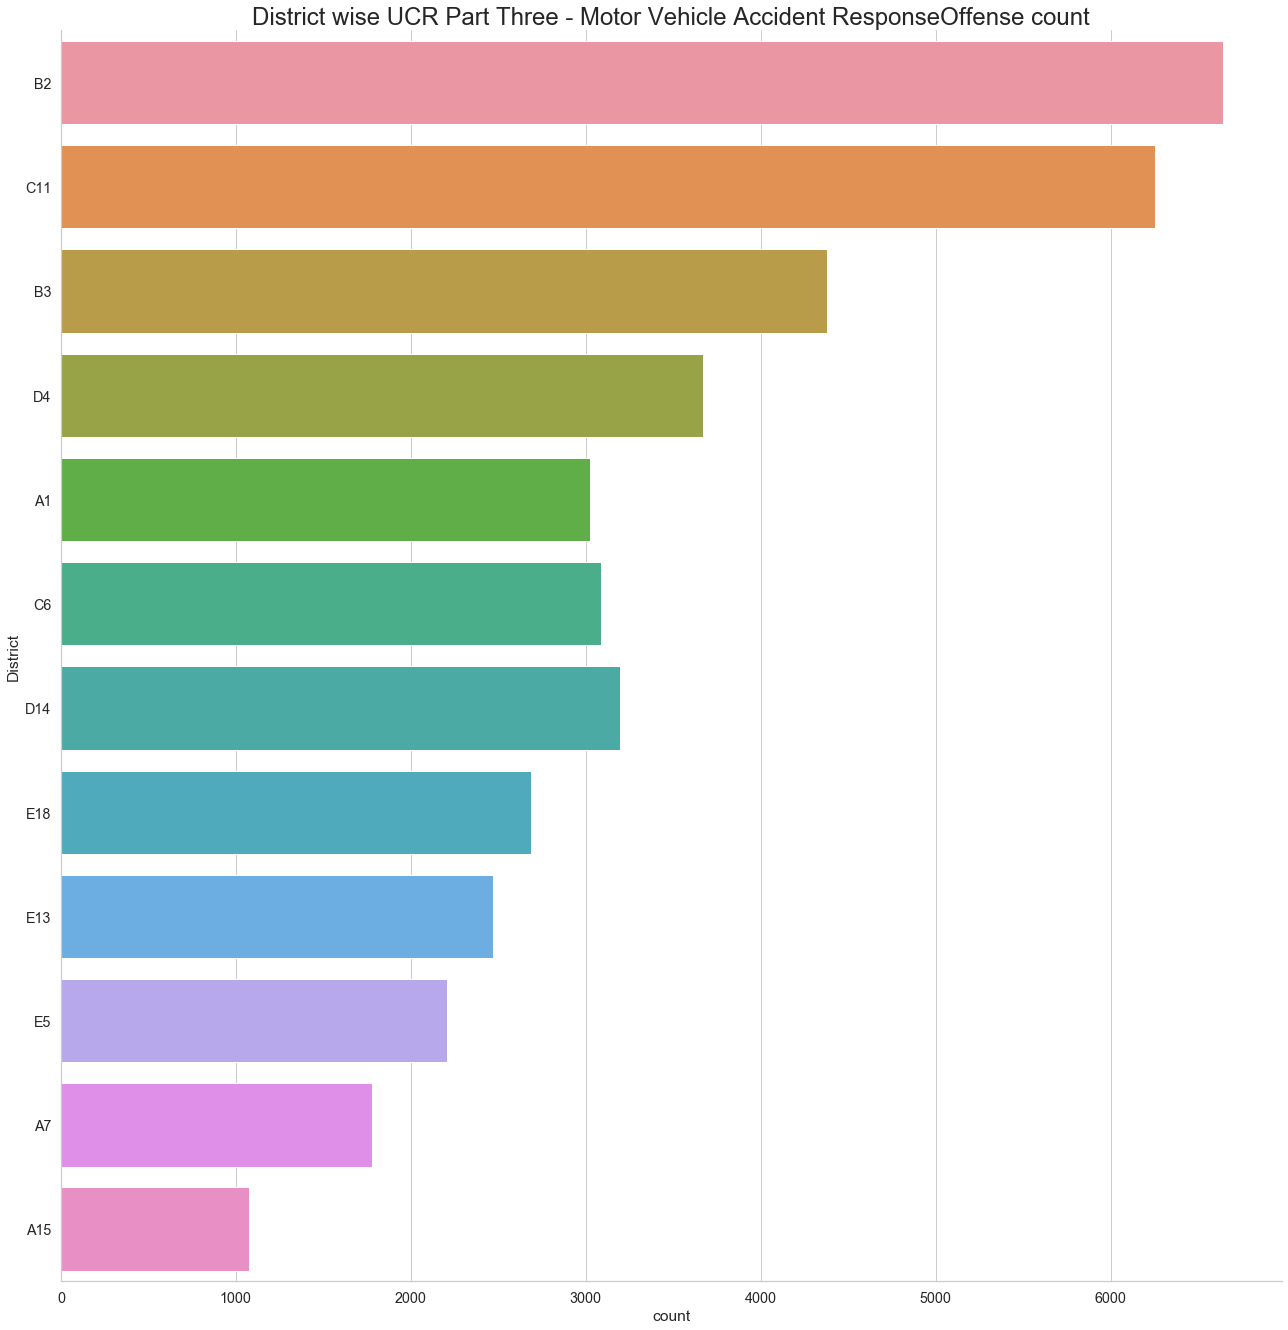 District wise UCR Part Three - Motor Vehicle Accident ResponseOffense count
B2
C11
B3
D4
A1
C6
D14
E18
E13
E5
A7
A15
District
0 1000 2000 3000 4000 5000 6000
count